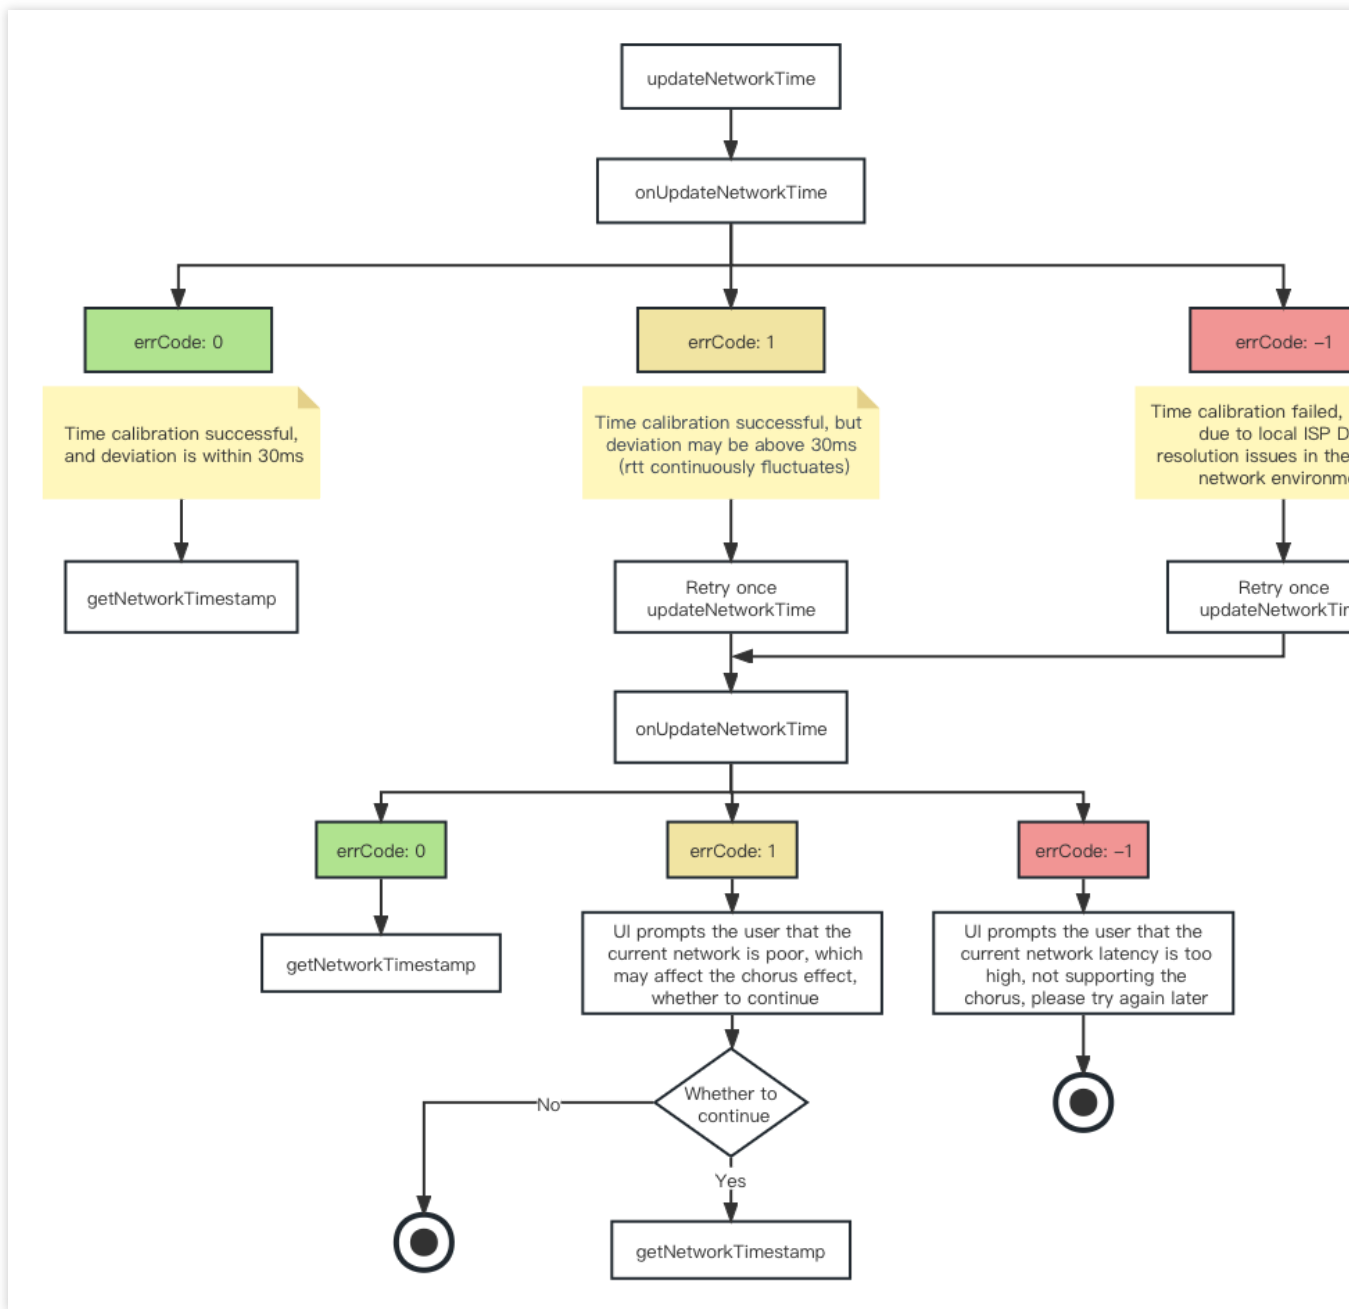 updateNetworkTime
onUpdateNetworkTime
errCode: 0
errCode: 1
errCode: -1
Time calibration successful,
and deviation is within 30ms
Time calibration successful, but
deviation may be above 30ms
(rtt continuously fluctuates)
Time calibration failed,
due to local ISP
resolution issues in the
network
getNetworkTimestamp
Retry once
updateNetworkTime
Retry once
onUpdateNetworkTime
errCode: 0
errCode: 1
errCode: -1
getNetworkTimestamp
UI prompts the user that the
current network is poor, which
may affect the chorus effect,
whether to continue
UI prompts the user that the
current network latency is too
high, not supporting the
chorus, please try again later
Whether to
continue
No
Yes
getNetworkTimestamp